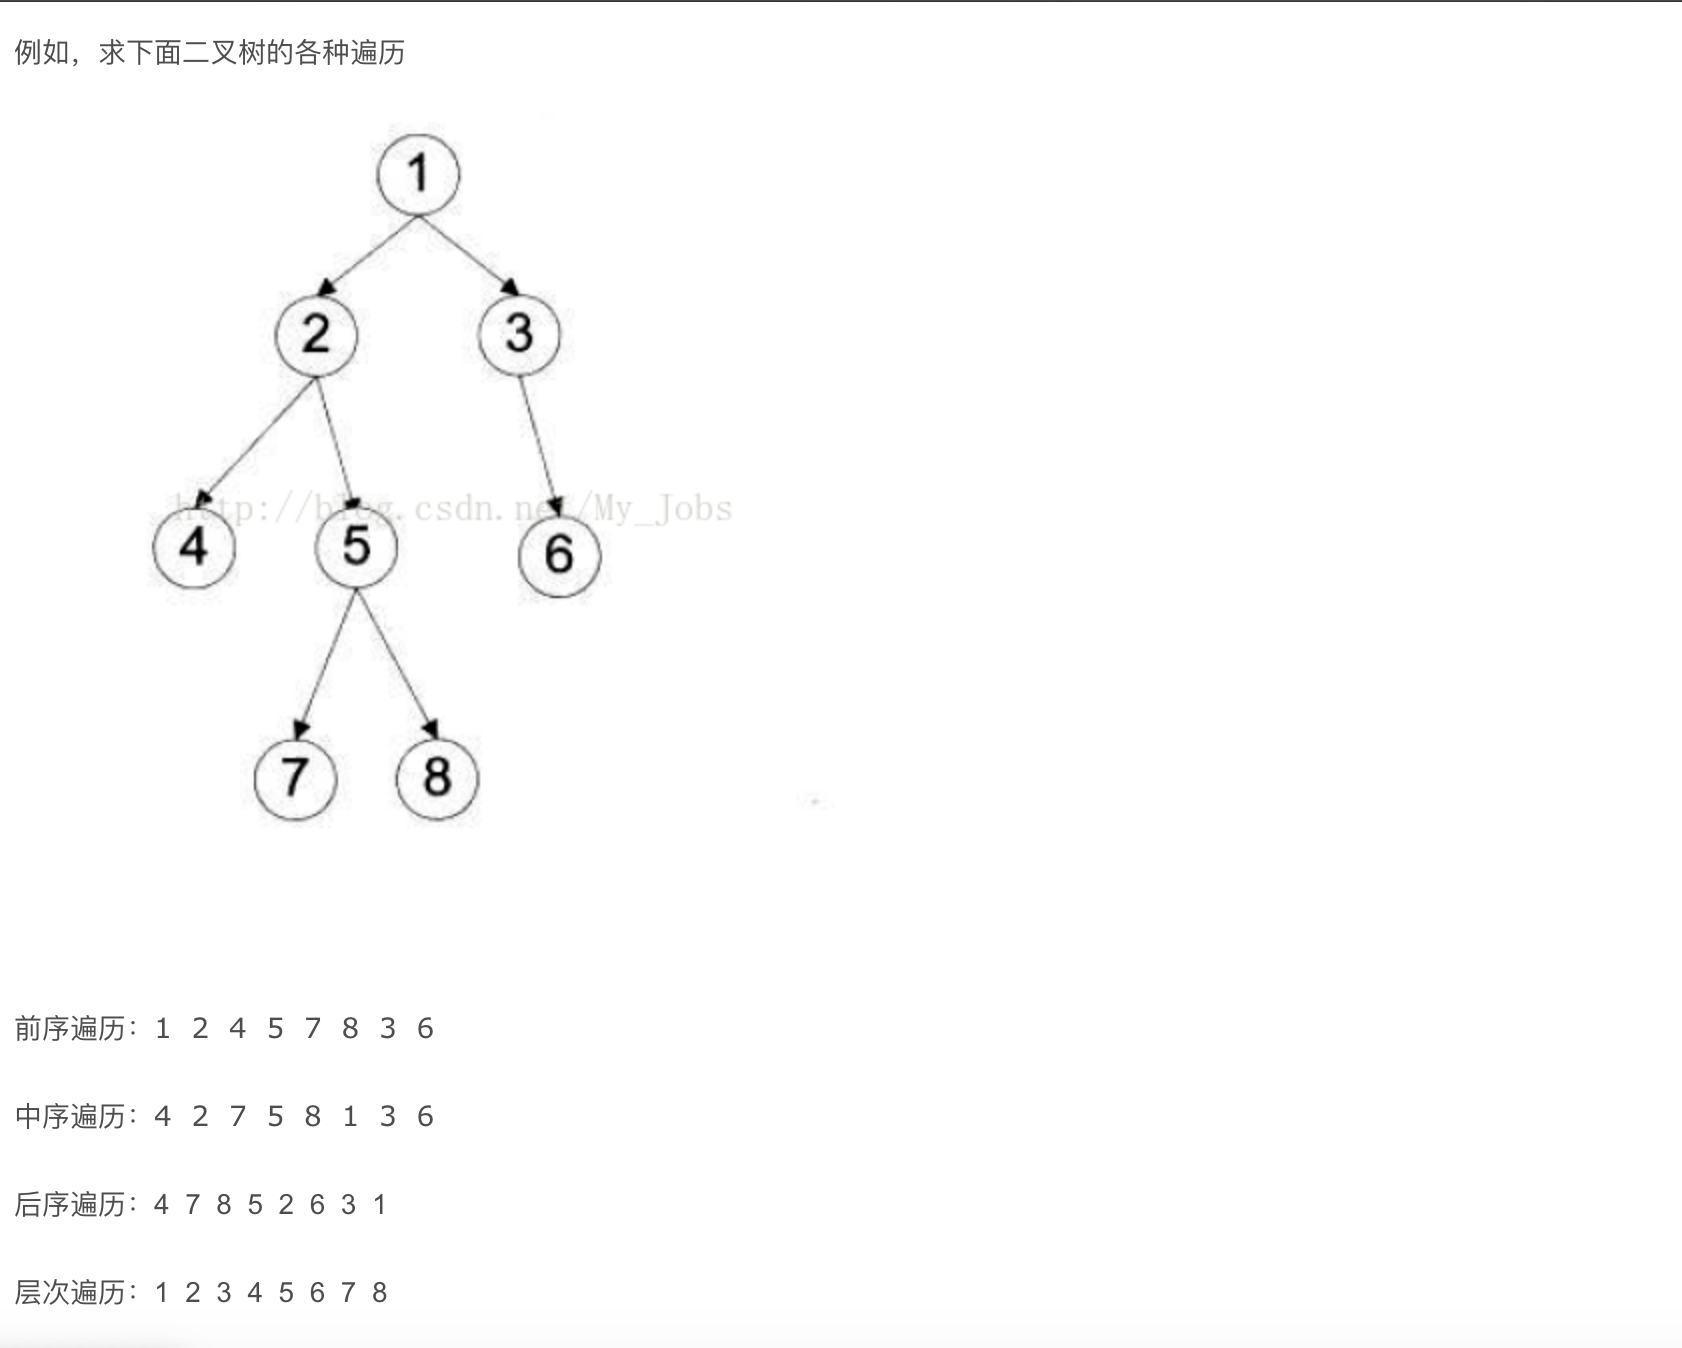 例如，求下面二叉树的各种遍历
1
2 3
http://blog.csdn.net/My_Jobs
4 5 6
7 8
前序遍历：1 2 4 5 7 8 3 6
中序遍历：4 2 7 5 8 1 3 6
后序遍历：4 7 8 5 2 6 3 1
层次遍历：1 2 3 4 5 6 7 8